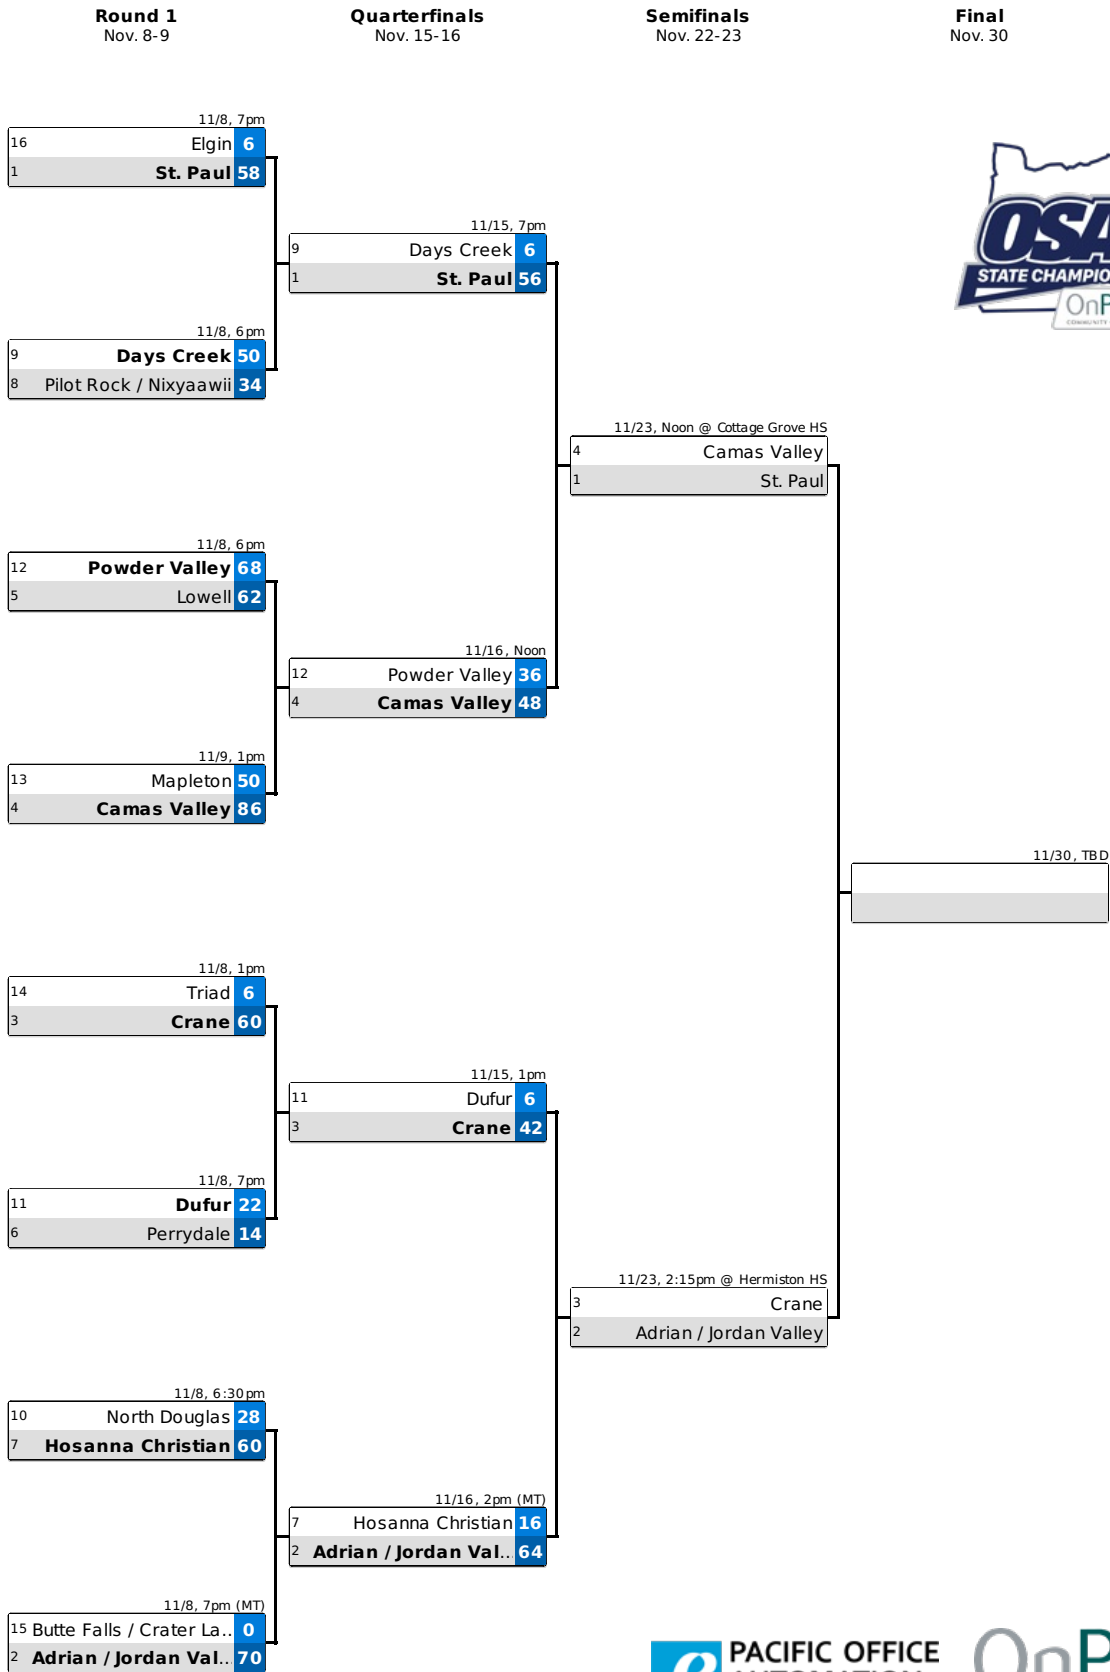 Round 1
Nov. 8-9
Quarterfinals
Nov. 15-16
Semifinals
Nov. 22-23
Final
Nov. 30
11/8, 7pm
16 Elgin 6
1 St. Paul 58
11/8, 6pm
9 Days Creek 50
8 Pilot Rock / Nixyaawii 34
11/8, 6pm
12 Powder Valley 68
5 Lowell 62
11/9, 1pm
13 Mapleton 50
4 Camas Valley 86
11/8, 1pm
14 Triad 6
3 Crane 60
11/8, 7pm
11 Dufur 22
6 Perrydale 14
11/8, 6:30pm
10 North Douglas 28
7 Hosanna Christian 60
11/8, 7pm (MT)
15 Butte Falls / Crater La.. 0
2 Adrian / Jordan Val... 70
11/15, 7pm
9 Days Creek 6
1 St. Paul 56
11/16, Noon
12 Powder Valley 36
4 Camas Valley 48
11/15, 1pm
11 Dufur 6
3 Crane 42
11/16, 2pm (MT)
7 Hosanna Christian 16
2 Adrian / Jordan Val... 64
11/23, Noon @ Cottage Grove HS
4 Camas Valley
1 St. Paul
11/23, 2:15pm @ Hermiston HS
3 Crane
2 Adrian / Jordan Valley
11/30, TBD
OSA
STATE CHAMPIO
OnP
COMMUNITY
PACIFIC OFFICE
AUTOMATION
OnP